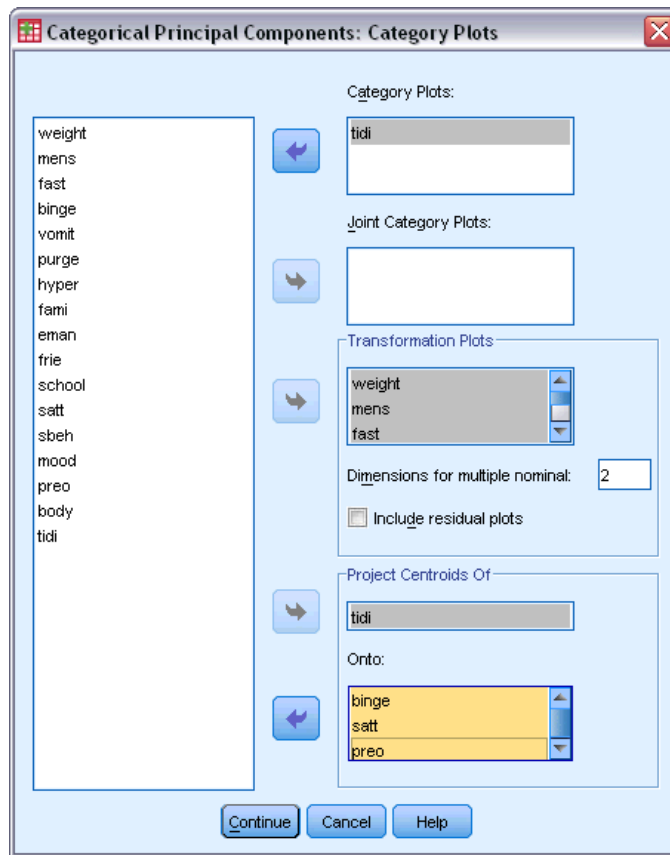 Categorical Principal Components: Category Plots
weight
mens
fast
binge
vomit
purge
hyper
fami
eman
frie
school
satt
sbeh
mood
preo
body
tidi
Category Plots:
tidi
Joint Category Plots:
Transformation Plots
weight
mens
fast
Dimensions for multiple nominal: 2
Include residual plots
Project Centroids Of
tidi
Onto:
binge
satt
preo
Continue Cancel Help